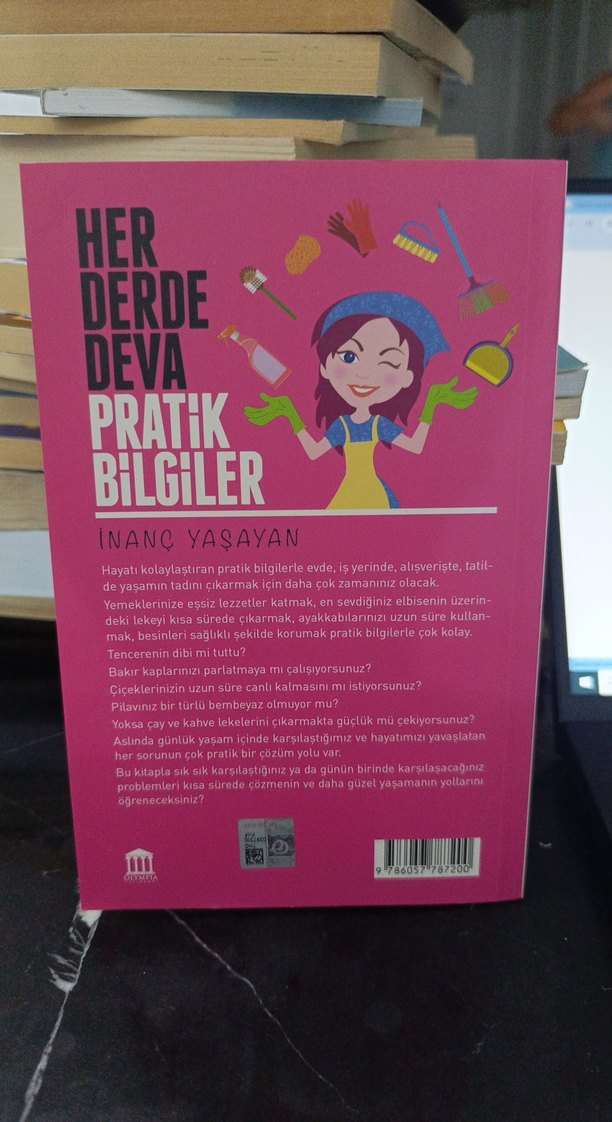 HER
DERDE
DEVA
PRATiK
BiLGiLER
İNANÇ YAŞAYAN
Hayatı kolaylaştıran pratik bilgilerle evde, iş yerinde, alışverişte, tatil-
de yaşamın tadını çıkarmak için daha çok zamanınız olacak.
Yemeklerinize eşsiz lezzetler katmak, en sevdiğiniz elbisenin üzerin-
deki lekeyi kısa sürede çıkarmak, ayakkabılarınızı uzun süre kullan-
mak, besinleri sağlıklı şekilde korumak pratik bilgilerle çok kolay.
Tencerenin dibi mi tuttu?
Bakır kaplarınızı parlatmaya mı çalışıyorsunuz?
Çiçeklerinizin uzun süre canlı kalmasını mı istiyorsunuz?
Pilavınız bir türlü bembeyaz olmuyor mu?
Yoksa çay ve kahve lekelerini çıkarmakta güçlük mü çekiyorsunuz?
Aslında günlük yaşam içinde karşılaştığımız ve hayatımızı yavaşlatan
her sorunun çok pratik bir çözüm yolu var.
Bu kitapla sık sık karşılaştığınız ya da günün birinde karşılaşacağınız
problemleri kısa sürede çözmenin ve daha güzel yaşamanın yollarını
öğreneceksiniz?
OLYMPİA
9 786057 787200